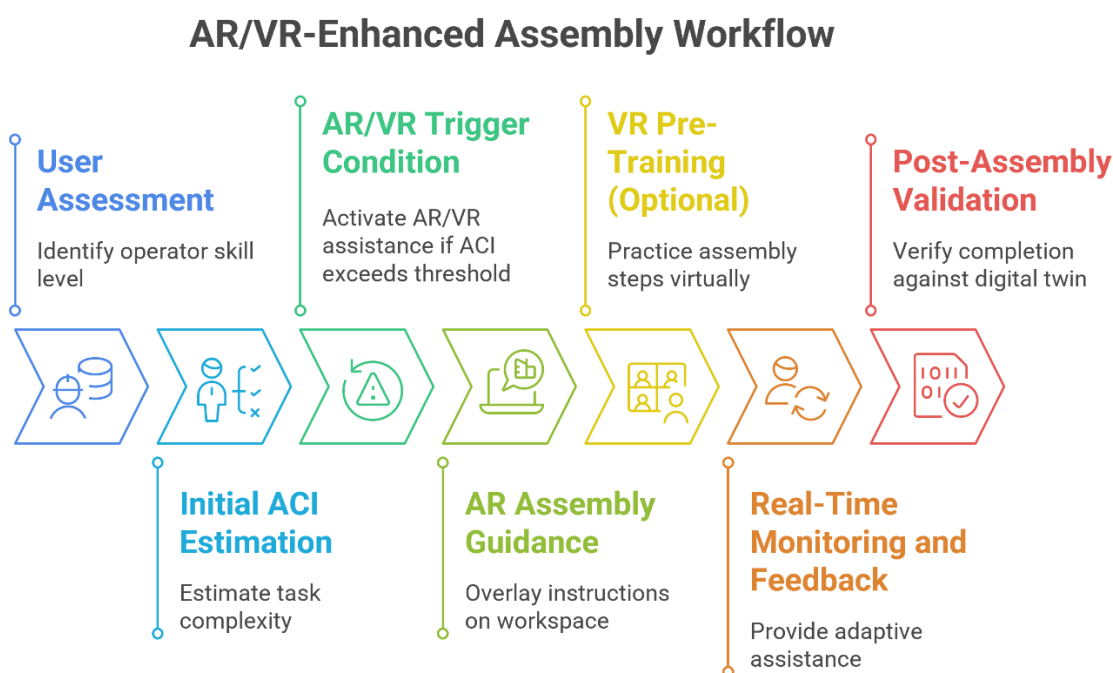 AR/VR-Enhanced Assembly Workflow
User
Assessment
Identify operator skill
level
Initial ACI
Estimation
Estimate task
complexity
AR/VR Trigger
Condition
Activate AR/VR
assistance if ACI
exceeds threshold
AR Assembly
Guidance
Overlay instructions
on workspace
VR Pre-
Training
(Optional)
Practice assembly
steps virtually
Real-Time
Monitoring and
Feedback
Provide adaptive
assistance
Post-Assembly
Validation
Verify completion
against digital twin
1011
01